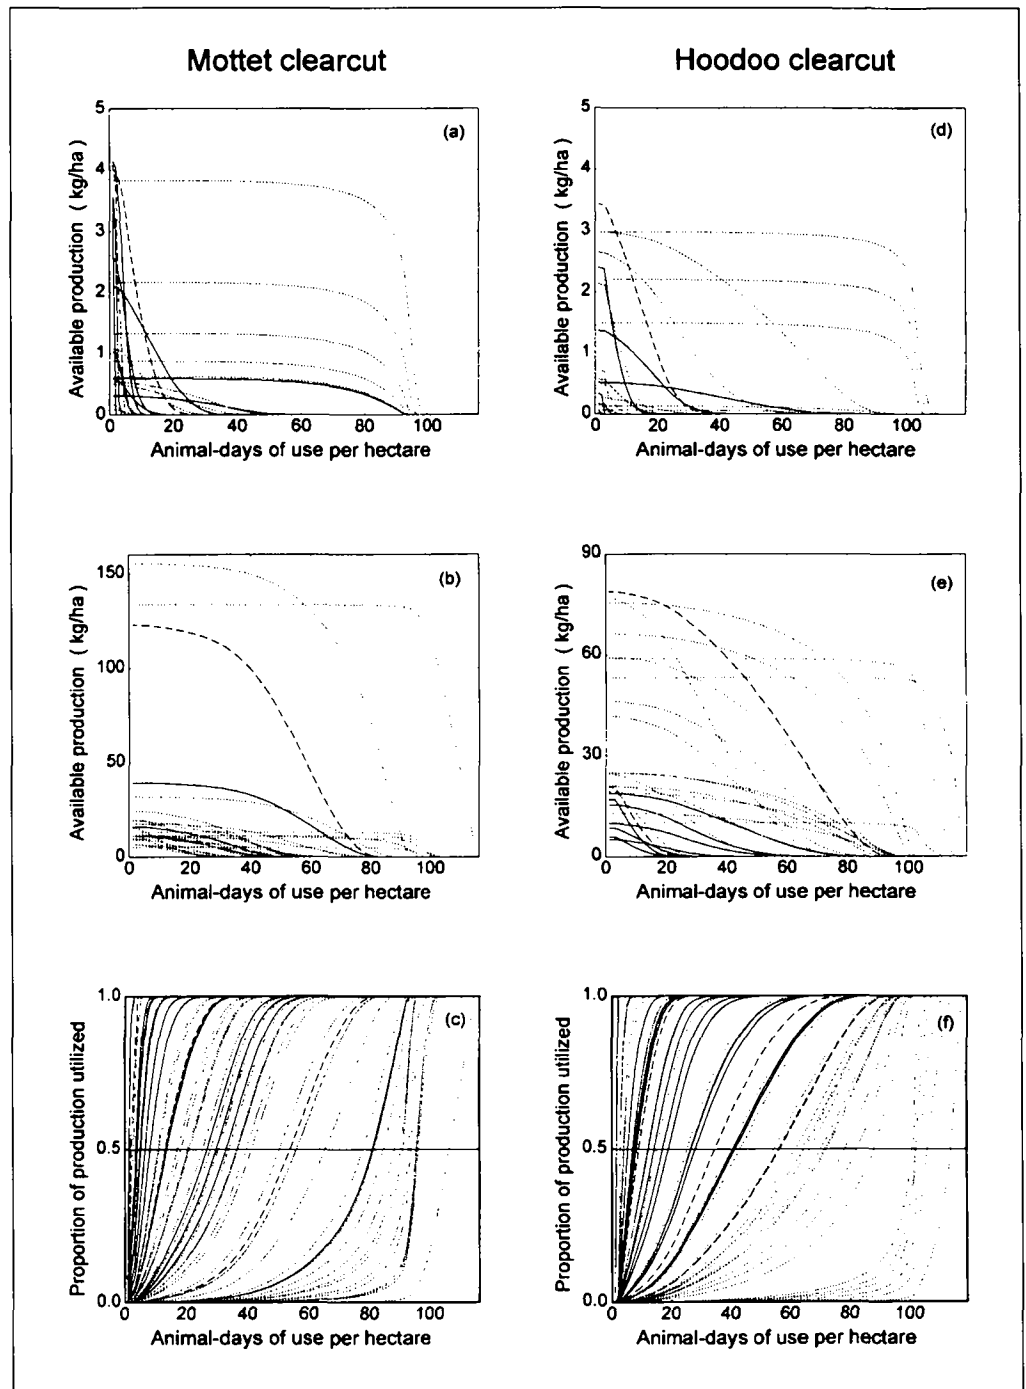 Mottet clearcut
Hoodoo clearcut
5
4
3
2
1
0
Available production ( kg/ha )
(a)
0 20 40 60 80 100
Animal-days of use per hectare
5
4
3
2
1
0
Available production ( kg/ha )
(d)
0 20 40 60 80 100
Animal-days of use per hectare
150
100
50
0
Available production ( kg/ha )
(b)
0 20 40 60 80 100
Animal-days of use per hectare
90
60
30
0
Available production ( kg/ha )
(e)
0 20 40 60 80 100
Animal-days of use per hectare
1.0
0.5
0.0
Proportion of production utilized
(c)
0 20 40 60 80 100
Animal-days of use per hectare
1.0
0.5
0.0
Proportion of production utilized
(f)
0 20 40 60 80 100
Animal-days of use per hectare